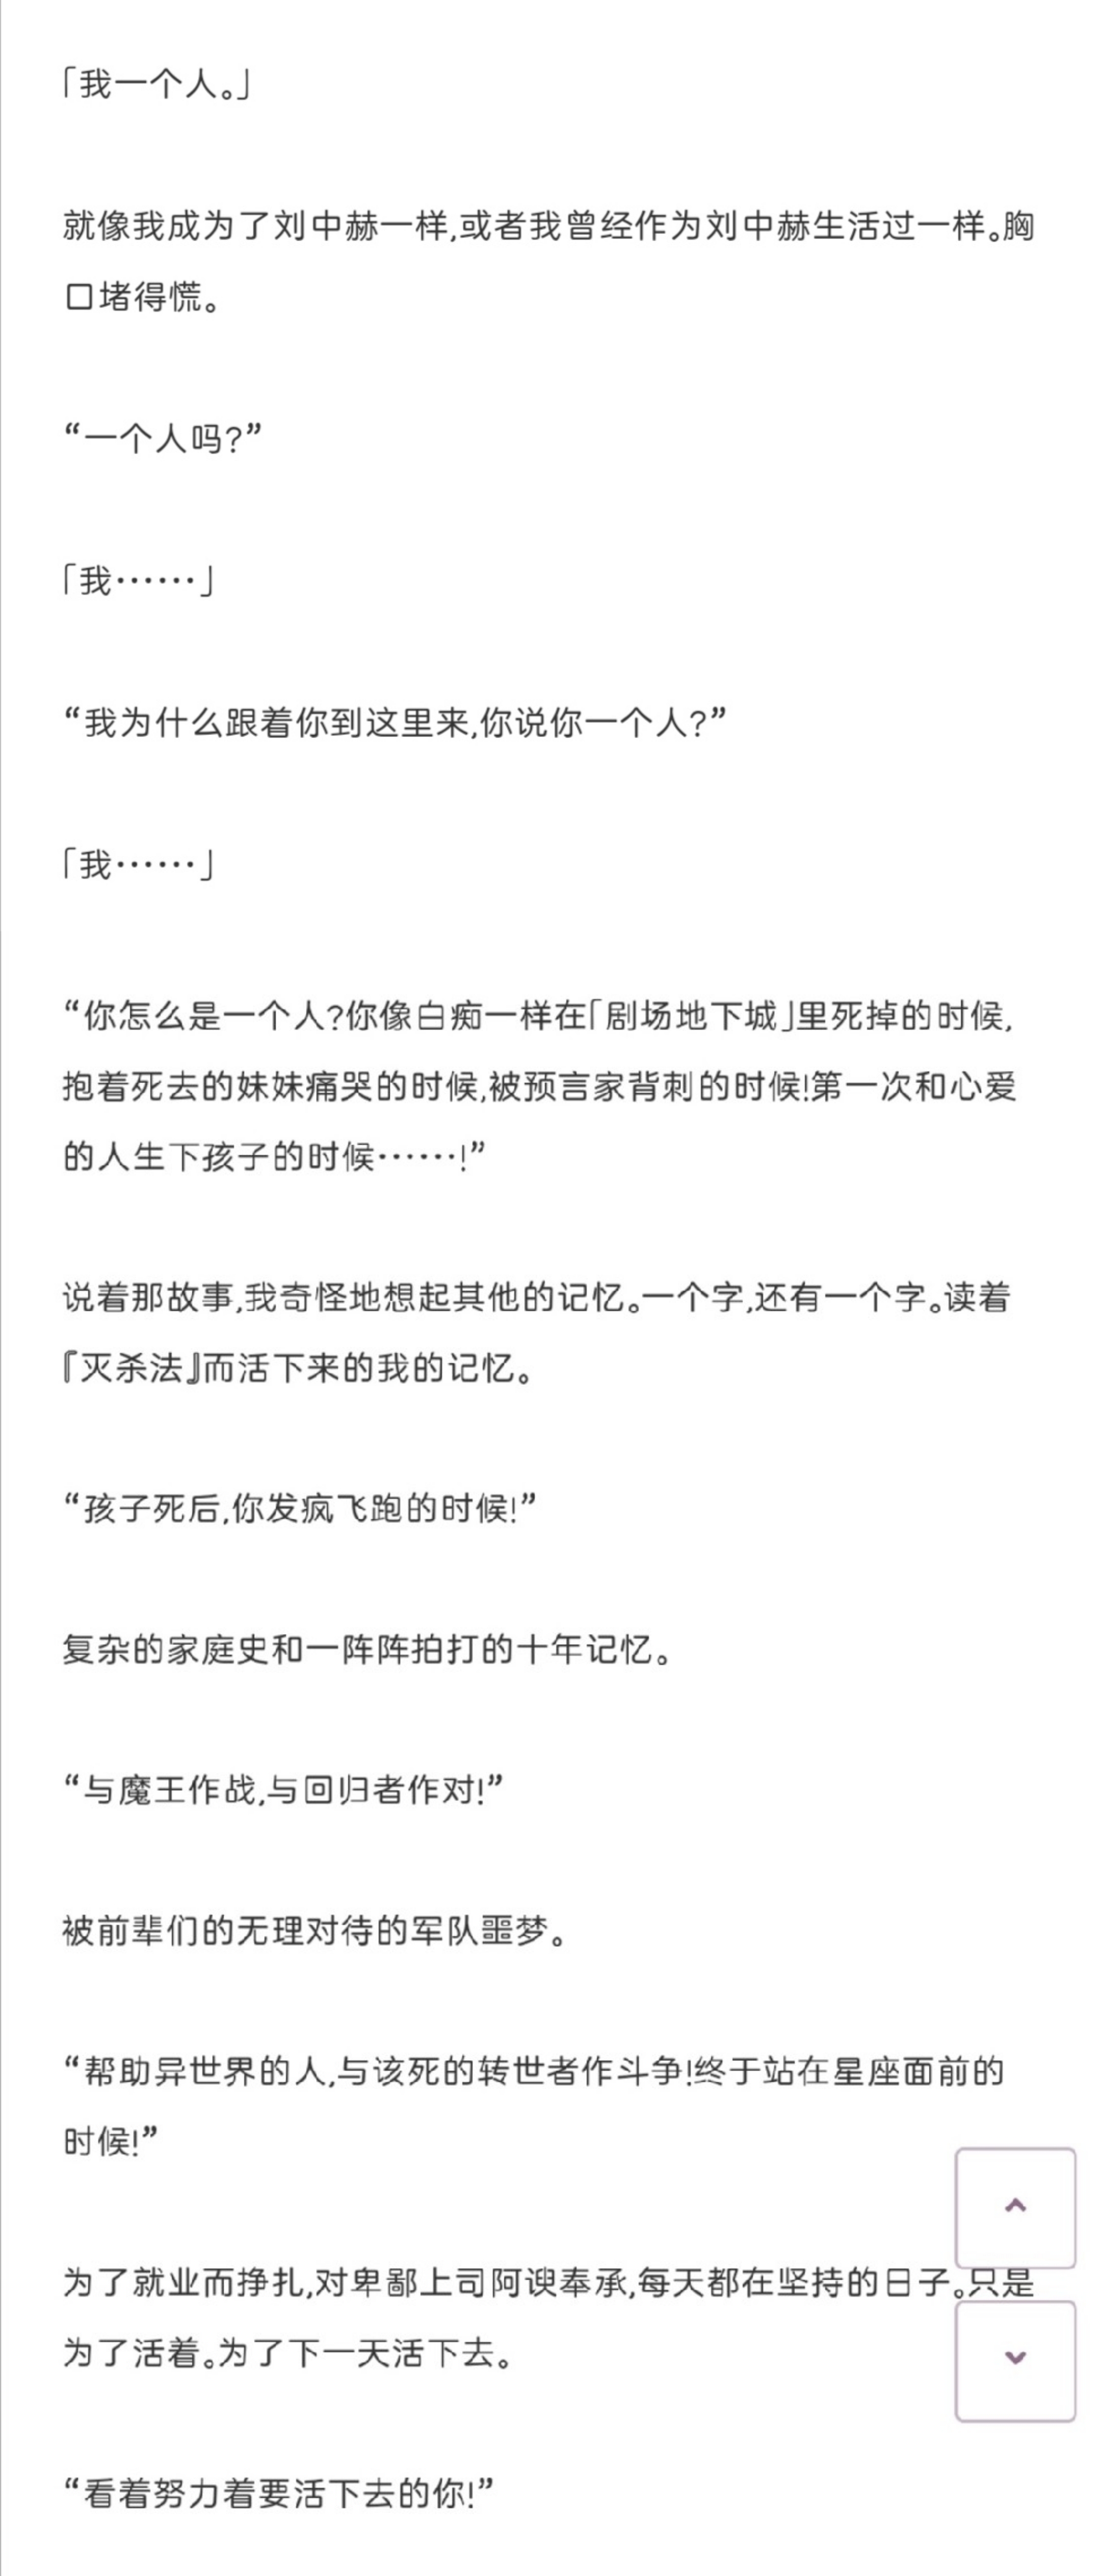 「我一个人。」
就像我成为了刘中赫一样,或者我曾经作为刘中赫生活过一样。胸
口堵得慌。
“一个人吗?”
「我……」
“我为什么跟着你到这里来,你说你一个人?”
「我……」
“你怎么是一个人?你像白痴一样在「剧场地下城」里死掉的时候,
抱着死去的妹妹痛哭的时候,被预言家背刺的时候!第一次和心爱
的人生下孩子的时候……!”
说着那故事,我奇怪地想起其他的记忆。一个字,还有一个字。读着
『灭杀法』而活下来的我的记忆。
“孩子死后,你发疯飞跑的时候!”
复杂的家庭史和一阵阵拍打的十年记忆。
“与魔王作战,与回归者作对!”
被前辈们的无理对待的军队噩梦。
“帮助异世界的人,与该死的转世者作斗争!终于站在星座面前的
时候!”
为了就业而挣扎,对卑鄙上司阿谀奉承,每天都在坚持的日子。只是
为了活着。为了下一天活下去。
“看着努力着要活下去的你!”